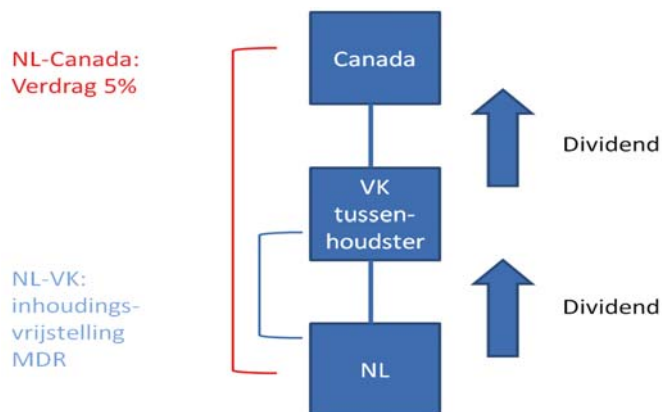 NL-Canada:
Verdrag 5%
Canada
Dividend
VK
tussen-
houdster
NL-VK:
inhoudings-
vrijstelling
MDR
Dividend
NL